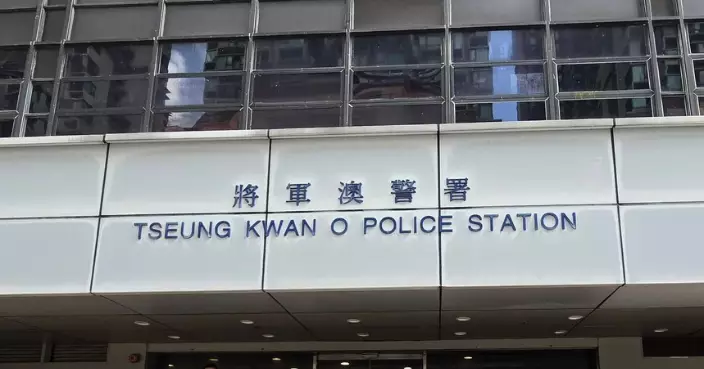 將軍澳警署
TSEUNG KWAN O POLICE STATION